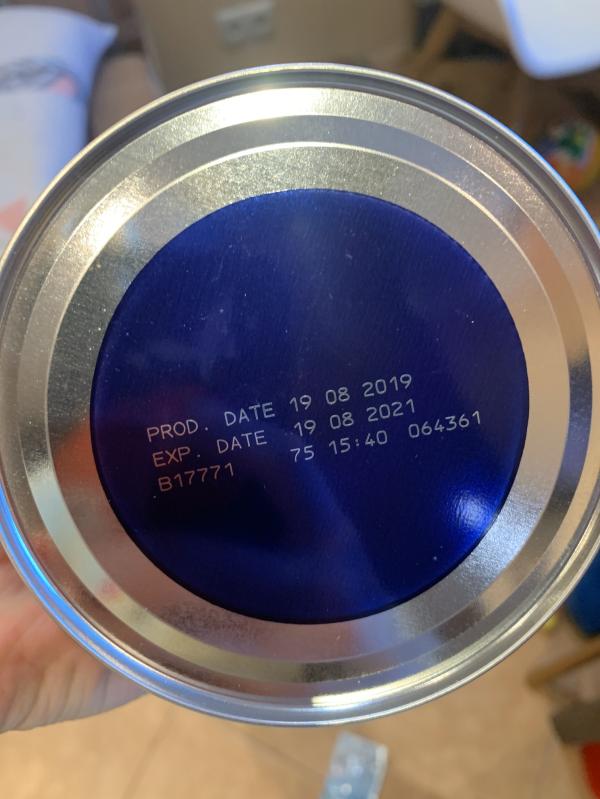 PROD. DATE 19 08 2019
EXP. DATE 19 08 2021
B17771 75 15:40 064361